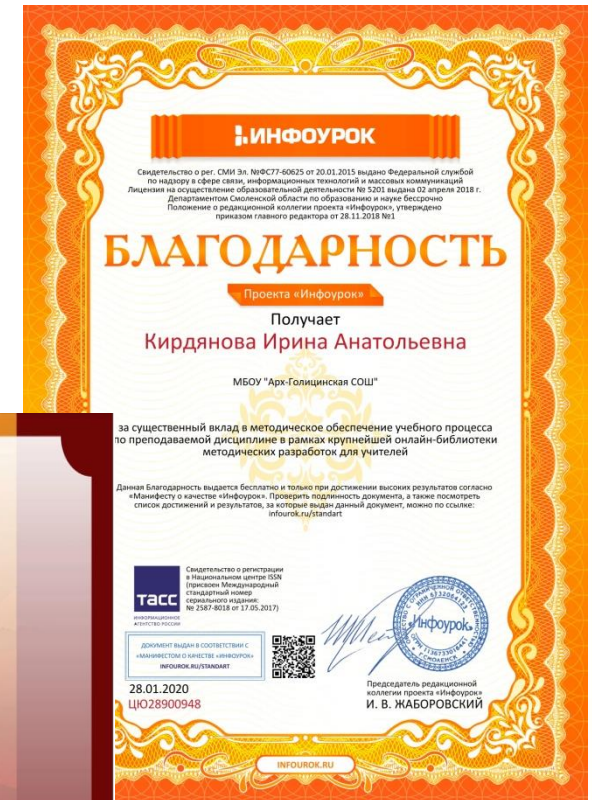 ИНФОУРОК
Свидетельство о рег. СМИ Эл. №ФС77-60625 от 20.01.2015 выдано Федеральной службой
по надзору в сфере связи, информационных технологий и массовых коммуникаций
Лицензия на осуществление образовательной деятельности № 5201 выдана 02 апреля 2018 г.
Департаментом Смоленской области по образованию и науке бессрочно
Положение о редакционной коллегии проекта «Инфоурок», утверждено
приказом главного редактора от 28.11.2018 №1
БЛАГОДАРНОСТЬ
Проекта «Инфоурок»
Получает
Кирдянова Ирина Анатольевна
МБОУ "Арх-Голицинская СОШ"
за существенный вклад в методическое обеспечение учебного процесса
по преподаваемой дисциплине в рамках крупнейшей онлайн-библиотеки
методических разработок для учителей
Данная Благодарность выдается бесплатно и только при достижении высоких результатов согласно
«Манифесту о качестве «Инфоурок». Проверить подлинность документа, а также посмотреть
список достижений и результатов, за которые выдан данный документ, можно по ссылке:
infourok.ru/standart
Свидетельство о регистрации
в Национальном центре ISSN
(присвоен Международный
стандартный номер
сериального издания:
№ 2587-8018 от 17.05.2017)
ТАСС
ИНФОРМАЦИОННОЕ
АГЕНТСТВО РОССИИ
ДОКУМЕНТ ВЫДАН В СООТВЕТСТВИИ С
«МАНИФЕСТОМ О КАЧЕСТВЕ «ИНФОУРОК»
INFOUROK.RU/STANDART
«Инфоурок»
Г.СМОЛЕНСК
28.01.2020
ЦЮ28900948
Председатель редакционной
коллегии проекта «Инфоурок»
И. В. ЖАБОРОВСКИЙ
INFOUROK.RU